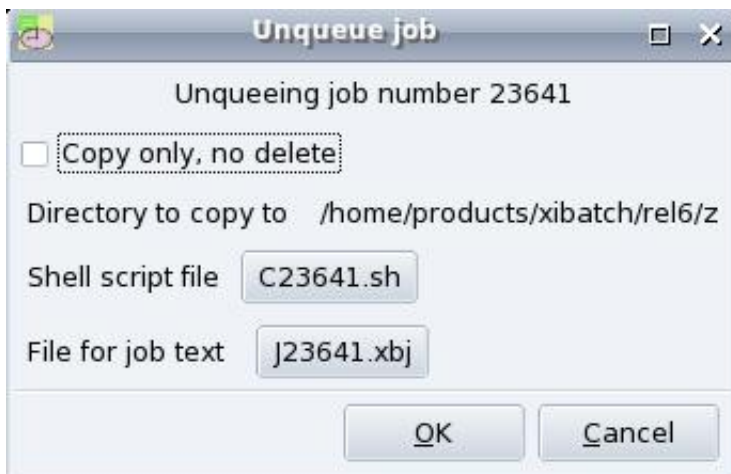 Unqueue job
Unqueeing job number 23641
Copy only, no delete
Directory to copy to /home/products/xibatch/rel6/z
Shell script file C23641.sh
File for job text J23641.xbj
OK Cancel